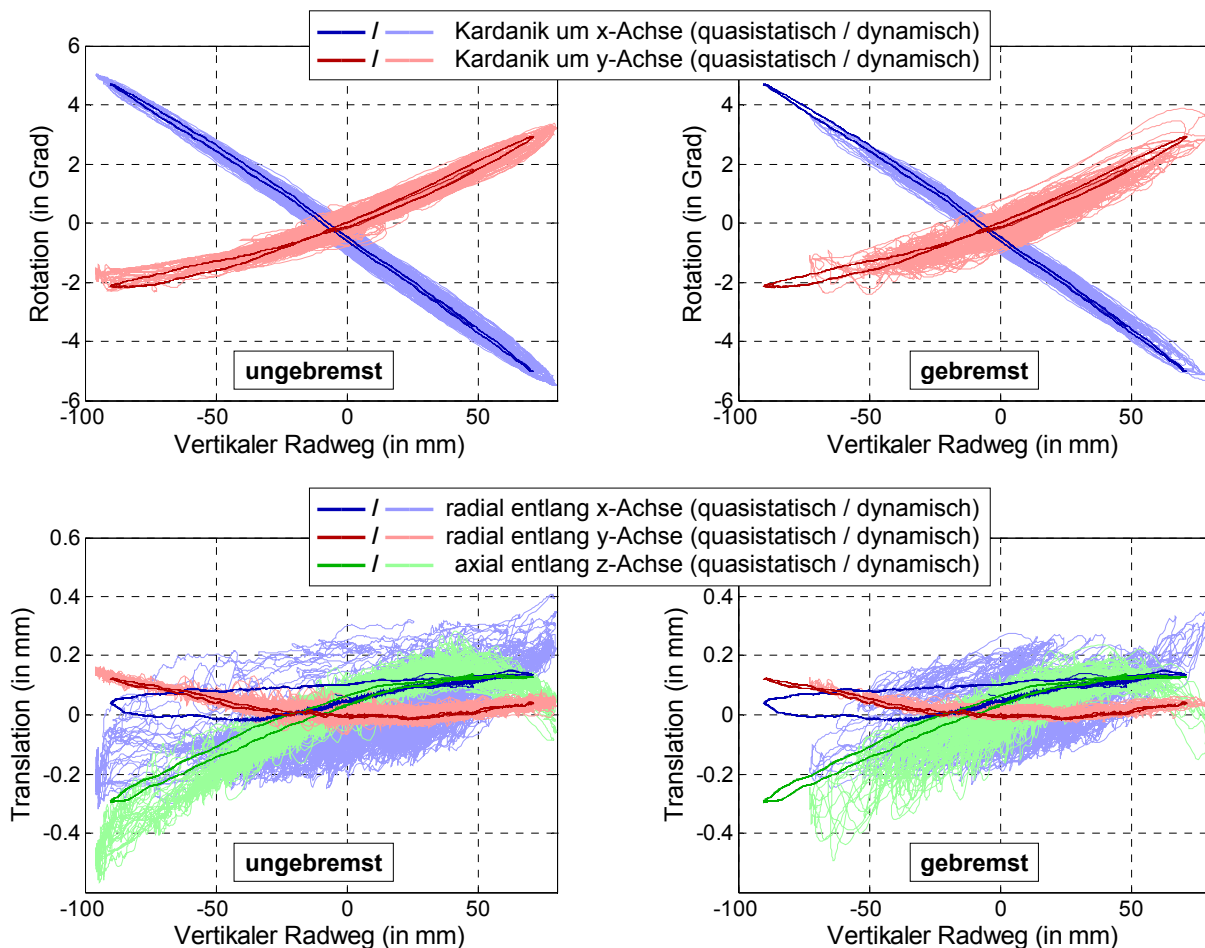 / Kardanik um x-Achse (quasistatisch / dynamisch)
/ Kardanik um y-Achse (quasistatisch / dynamisch)
6
4
2
0
-2
-4
-6
Rotation (in Grad)
ungebremst
-100 -50 0 50
Vertikaler Radweg (in mm)
6
4
2
0
-2
-4
-6
Rotation (in Grad)
gebremst
-100 -50 0 50
Vertikaler Radweg (in mm)
/ radial entlang x-Achse (quasistatisch / dynamisch)
/ radial entlang y-Achse (quasistatisch / dynamisch)
/ axial entlang z-Achse (quasistatisch / dynamisch)
0.6
0.4
0.2
0
-0.2
-0.4
Translation (in mm)
ungebremst
-100 -50 0 50
Vertikaler Radweg (in mm)
0.6
0.4
0.2
0
-0.2
-0.4
Translation (in mm)
gebremst
-100 -50 0 50
Vertikaler Radweg (in mm)